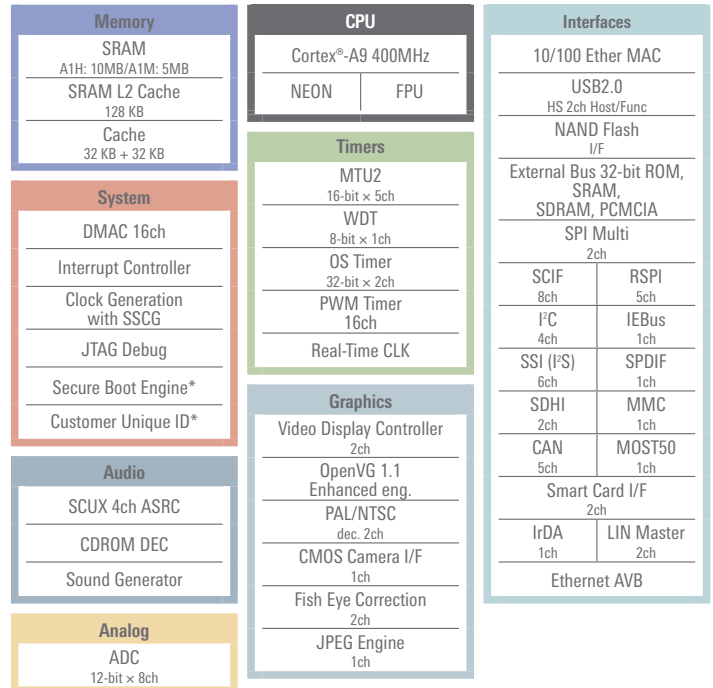 Memory
SRAM
A1H: 10MB/A1M: 5MB
SRAM L2 Cache
128 KB
Cache
32 KB + 32 KB
System
DMAC 16ch
Interrupt Controller
Clock Generation
with SSCG
JTAG Debug
Secure Boot Engine*
Customer Unique ID*
Audio
SCUX 4ch ASRC
CDROM DEC
Sound Generator
Analog
ADC
12-bit × 8ch
CPU
Cortex®-A9 400MHz
NEON FPU
Timers
MTU2
16-bit × 5ch
WDT
8-bit × 1ch
OS Timer
32-bit × 2ch
PWM Timer
16ch
Real-Time CLK
Graphics
Video Display Controller
2ch
OpenVG 1.1
Enhanced eng.
PAL/NTSC
dec. 2ch
CMOS Camera I/F
1ch
Fish Eye Correction
2ch
JPEG Engine
1ch
Interfaces
10/100 Ether MAC
USB2.0
HS 2ch Host/Func
NAND Flash
I/F
External Bus 32-bit ROM,
SRAM,
SDRAM, PCMCIA
SPI Multi
2ch
SCIF RSPI
8ch 5ch
I²C IEBus
4ch 1ch
SSI (I²S) SPDIF
6ch 1ch
SDHI MMC
2ch 1ch
CAN MOST50
5ch 1ch
Smart Card I/F
2ch
IrDA LIN Master
1ch 2ch
Ethernet AVB